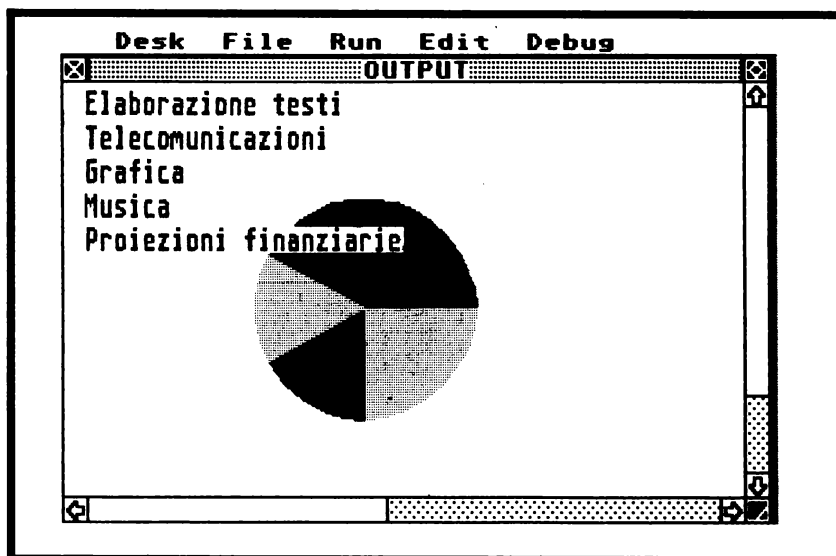 Desk File Run Edit Debug
OUTPUT
Elaborazione testi
Telecomunicazioni
Grafica
Musica
Proiezioni finanziarie